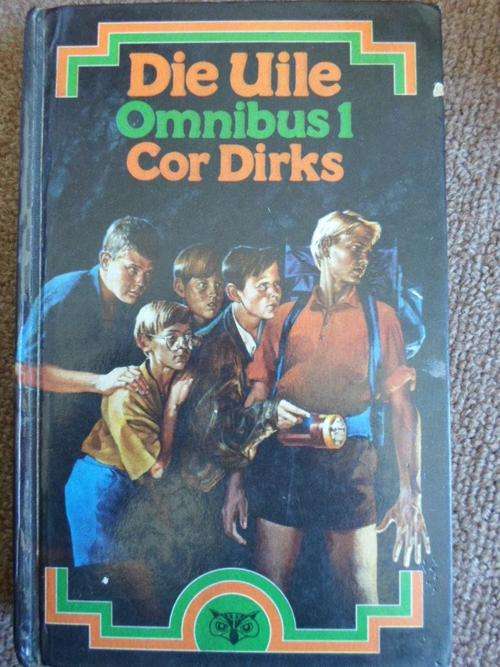 Die Uile
Omnibus 1
Cor Dirks